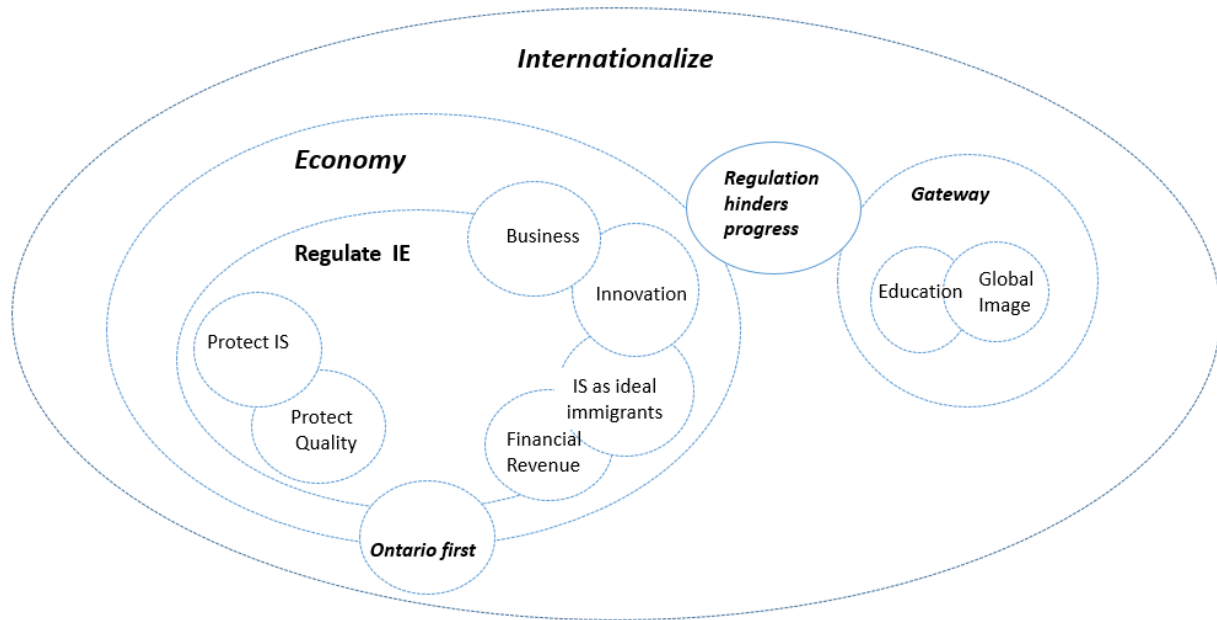 Internationalize
Economy
Regulation
hinders
progress
Gateway
Business
Regulate IE
Innovation
Education
Global
Image
Protect IS
IS as ideal
immigrants
Protect
Quality
Financial
Revenue
Ontario first